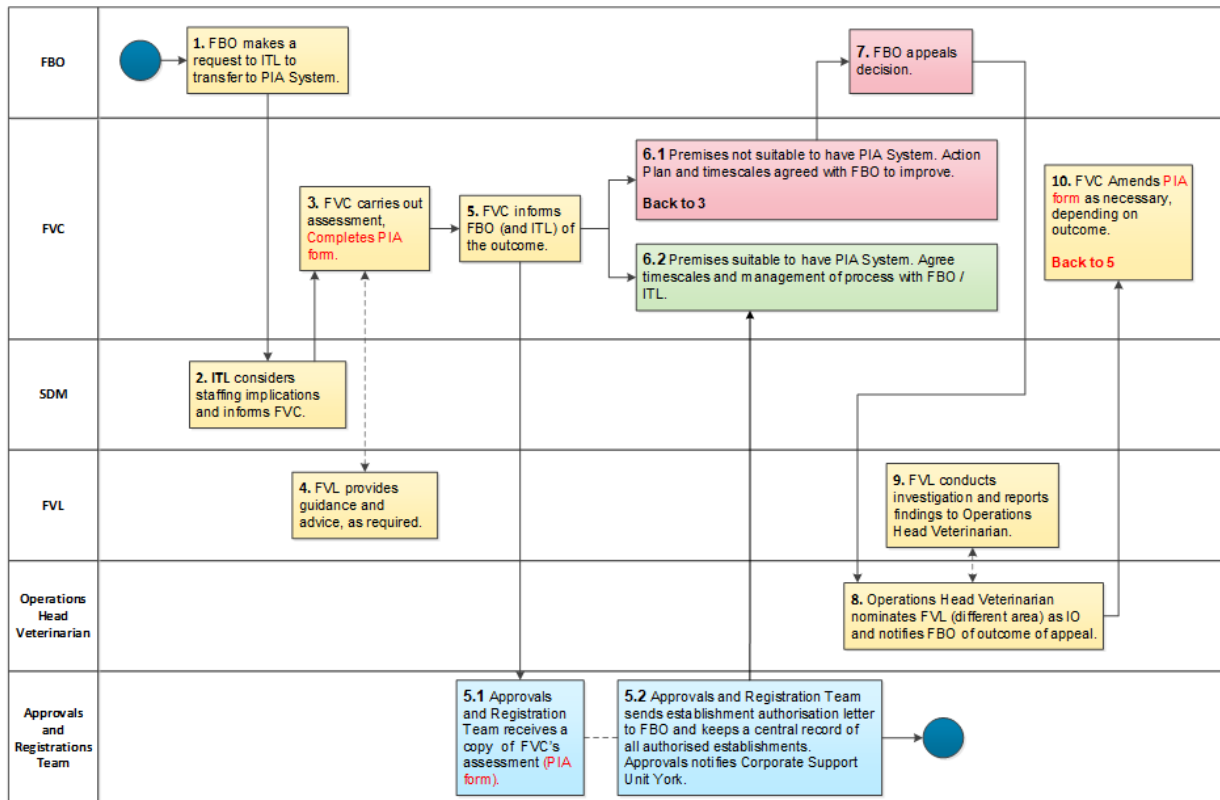 FBO
1. FBO makes a
request to ITL to
transfer to PIA System.
7. FBO appeals
decision.
FVC
3. FVC carries out
assessment,
Completes PIA
form.
5. FVC informs
FBO (and ITL) of
the outcome.
6.1 Premises not suitable to have PIA System. Action
Plan and timescales agreed with FBO to improve.
Back to 3
6.2 Premises suitable to have PIA System. Agree
timescales and management of process with FBO /
ITL.
10. FVC Amends PIA
form as necessary,
depending on
outcome.
Back to 5
SDM
2. ITL considers
staffing implications
and informs FVC.
FVL
4. FVL provides
guidance and
advice, as required.
9. FVL conducts
investigation and reports
findings to Operations
Head Veterinarian.
Operations
Head
Veterinarian
8. Operations Head Veterinarian
nominates FVL (different area) as IO
and notifies FBO of outcome of appeal.
Approvals
and
Registrations
Team
5.1 Approvals
and Registration
Team receives a
copy of FVC's
assessment (PIA
form).
5.2 Approvals and Registration Team
sends establishment authorisation letter
to FBO and keeps a central record of
all authorised establishments.
Approvals notifies Corporate Support
Unit York.